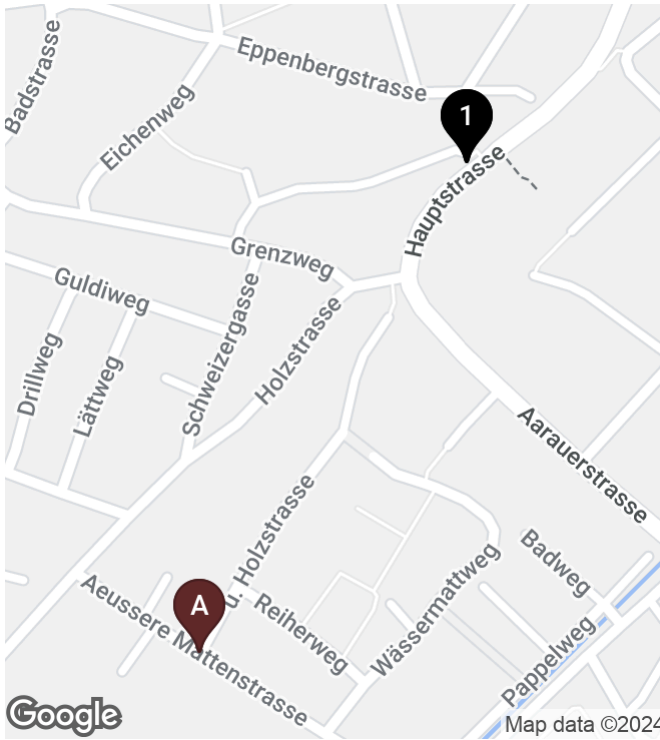 Badstrasse
Eppenbergstrasse
1
Eichenweg
Hauptstrasse
Grenzweg
Guldiweg
Schweizergasse
Holzstrasse
Drillweg
Lättweg
Aarauerstrasse
u. Holzstrasse
Badweg
Aeussere Mattenstrasse
A
Reiherweg
Wässermattweg
Pappelweg
Google
Map data ©2024